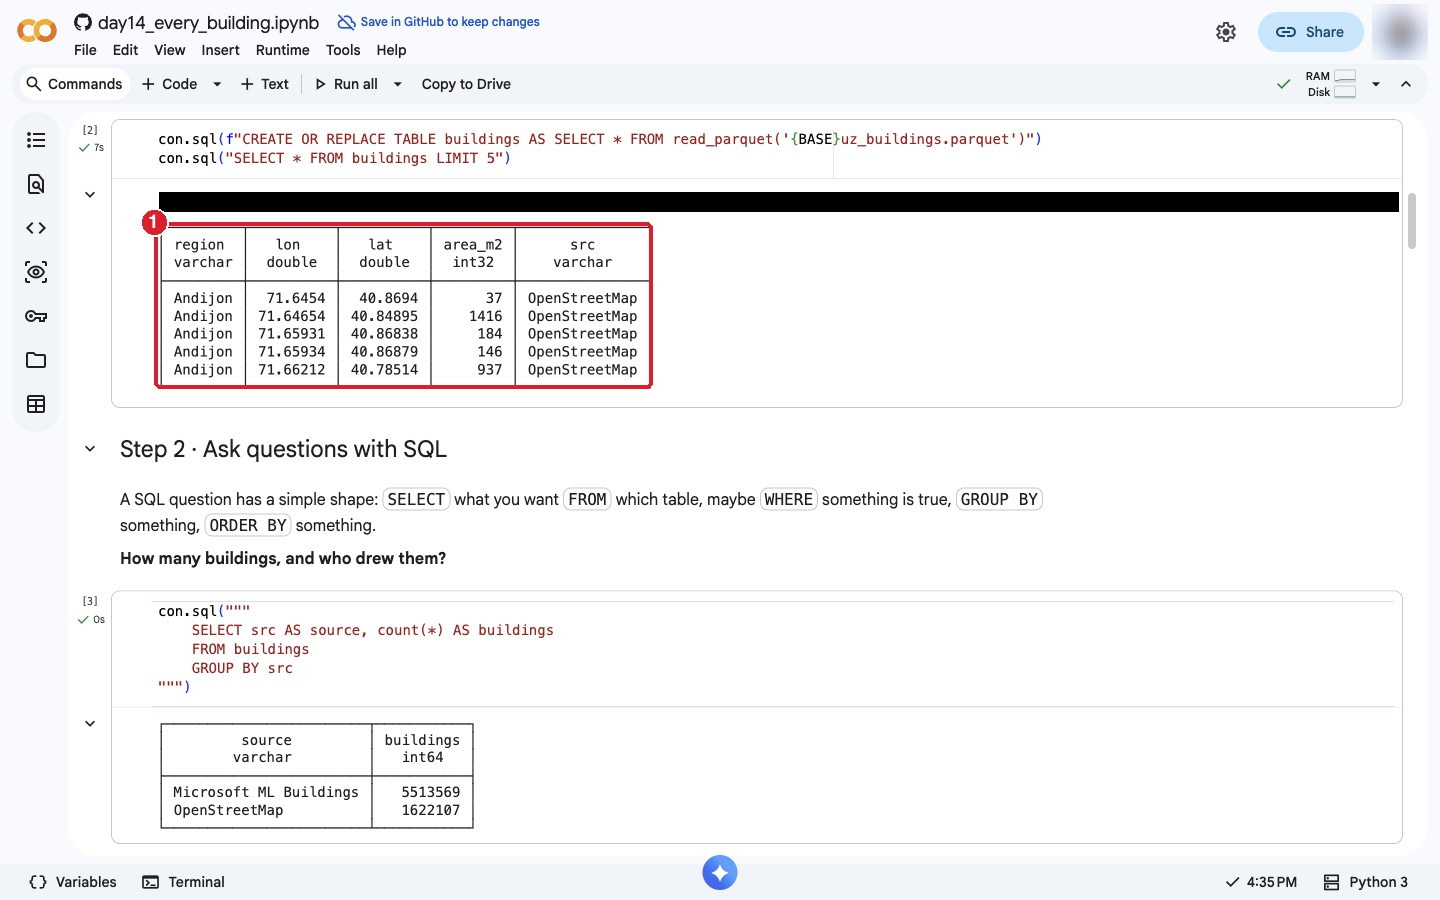 day14_every_building.ipynb
Save in GitHub to keep changes
File Edit View Insert Runtime Tools Help
Share
Commands + Code + Text Run all Copy to Drive
RAM
Disk
[2]
7s
con.sql(f"CREATE OR REPLACE TABLE buildings AS SELECT * FROM read_parquet('{BASE}uz_buildings.parquet')")
con.sql("SELECT * FROM buildings LIMIT 5")
1
region lon lat area_m2 src
varchar double double int32 varchar
Andijon 71.6454 40.8694 37 OpenStreetMap
Andijon 71.64654 40.84895 1416 OpenStreetMap
Andijon 71.65931 40.86838 184 OpenStreetMap
Andijon 71.65934 40.86879 146 OpenStreetMap
Andijon 71.66212 40.78514 937 OpenStreetMap
Step 2 · Ask questions with SQL
A SQL question has a simple shape: SELECT what you want FROM which table, maybe WHERE something is true, GROUP BY
something, ORDER BY something.
How many buildings, and who drew them?
[3]
0s
con.sql("""
SELECT src AS source, count(*) AS buildings
FROM buildings
GROUP BY src
""")
source buildings
varchar int64
Microsoft ML Buildings 5513569
OpenStreetMap 1622107
Variables Terminal
4:35 PM Python 3